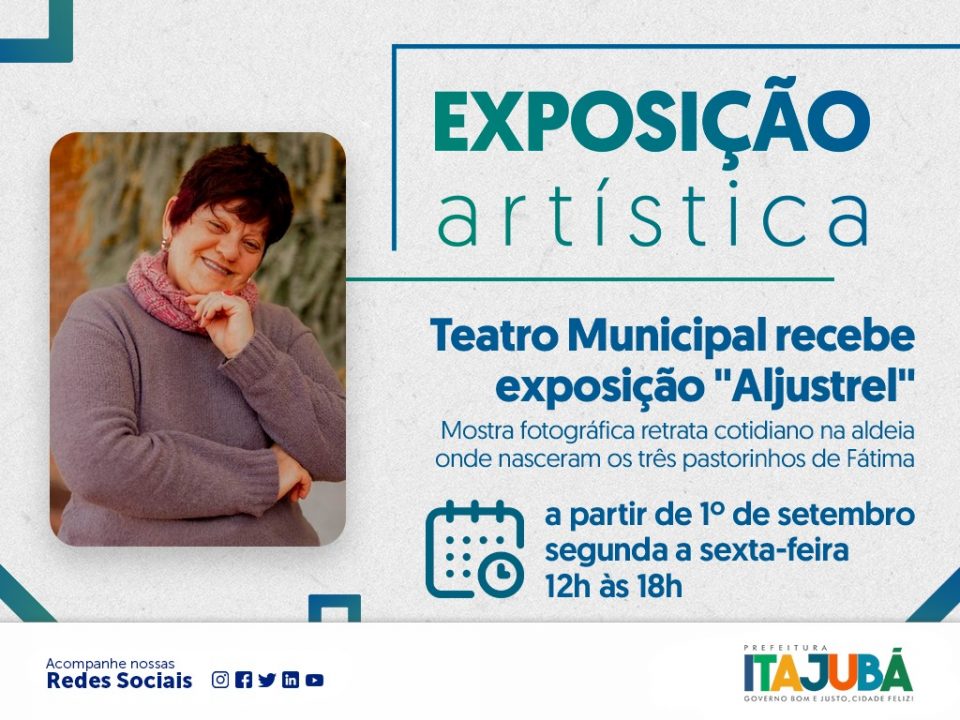 EXPOSIÇÃO
artística
Teatro Municipal recebe
exposição "Aljustrel"
Mostra fotográfica retrata cotidiano na aldeia
onde nasceram os três pastorinhos de Fátima
a partir de 1º de setembro
segunda a sexta-feira
12h às 18h
Acompanhe nossas
Redes Sociais
PREFEITURA
ITAJUBÁ
GOVERNO BOM E JUSTO, CIDADE FELIZ!